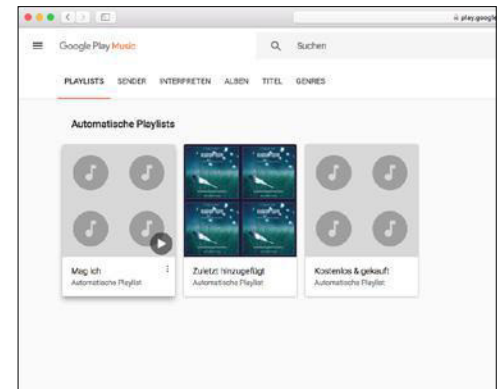 play.google
Google Play Music
Suchen
PLAYLISTS SENDER INTERPRETEN ALBEN TITEL GENRES
Automatische Playlists
Mag ich
Automatische Playlist
Zuletzt hinzugefügt
Automatische Playlist
Kostenlos & gekauft
Automatische Playlist